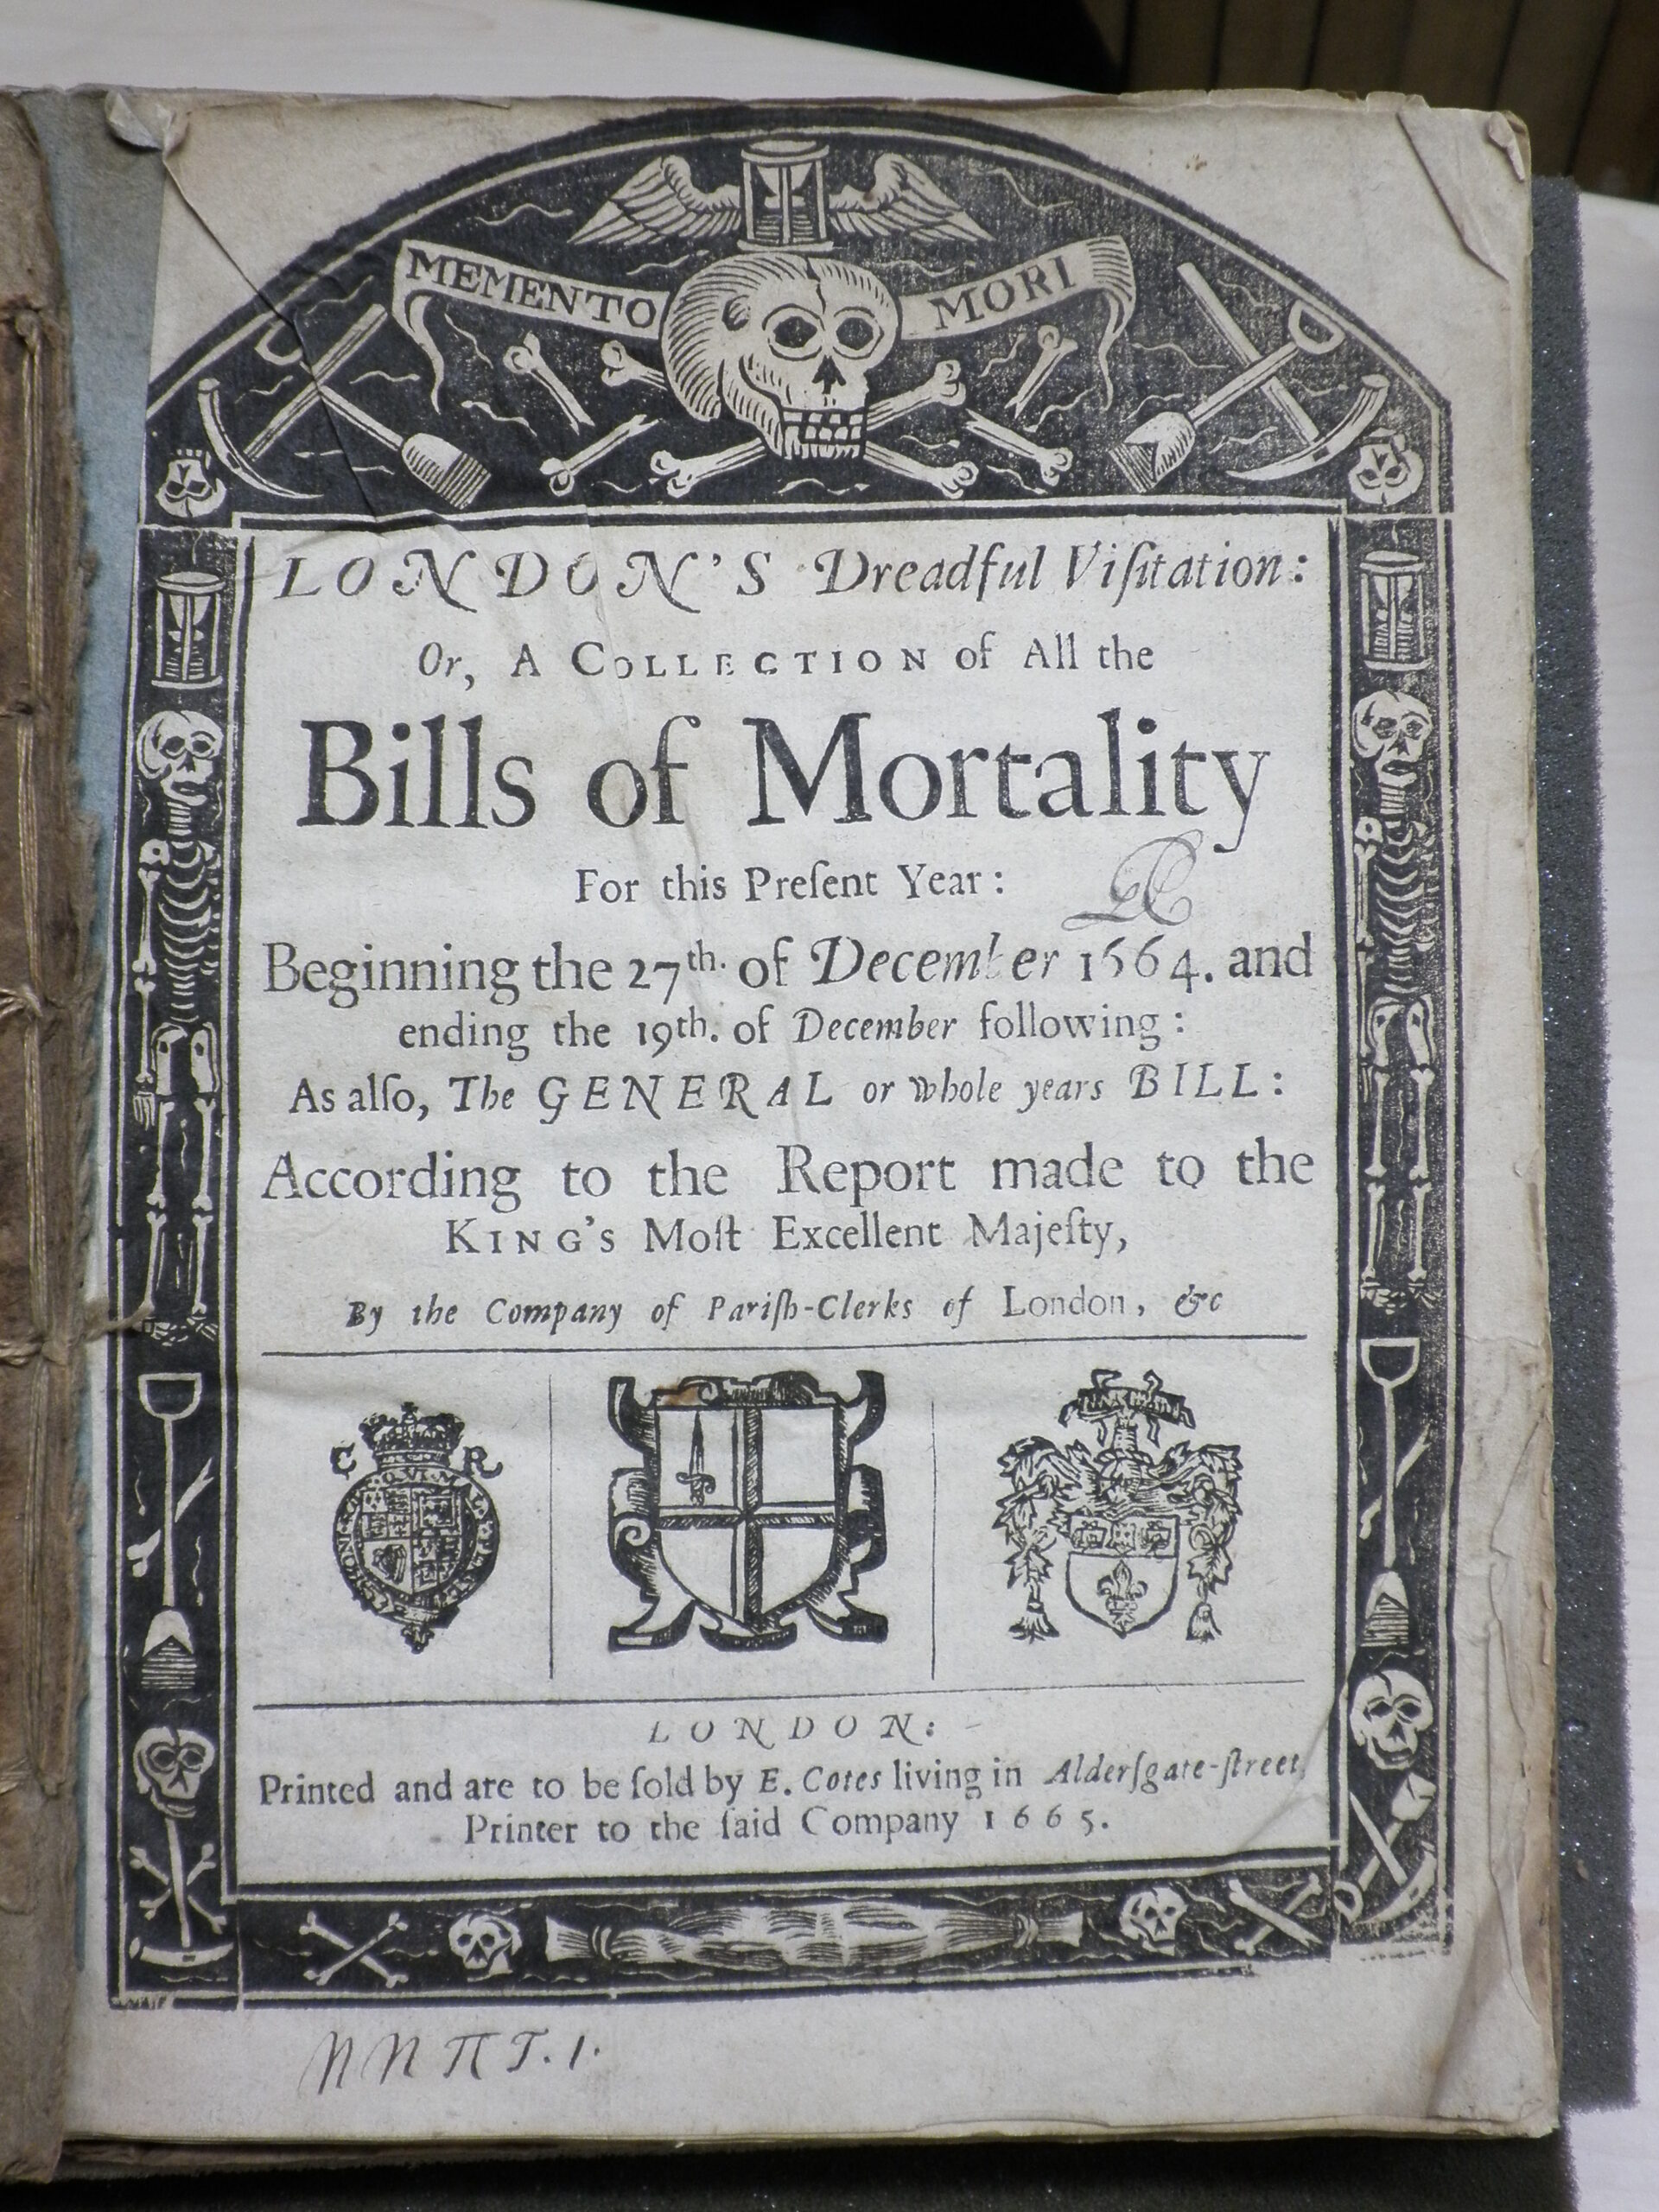 MEMENTO MORI
LONDON'S Dreadful Viſitation:
Or, A COLLECTION of All the
Bills of Mortality
For this Preſent Year:
Beginning the 27th. of December 1664. and
ending the 19th. of December following:
As alſo, The GENERAL or whole years BILL:
According to the Report made to the
KING'S Moſt Excellent Majeſty,
By the Company of Pariſh-Clerks of London, &c
C R
LONDON:
Printed and are to be ſold by E. Cotes living in Alderſgate-ſtreet,
Printer to the ſaid Company 1665.